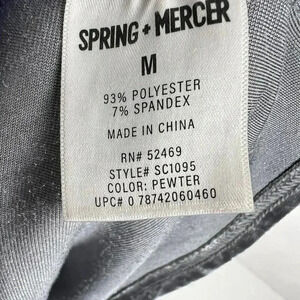 SPRING + MERCER
M
93% POLYESTER
7% SPANDEX
MADE IN CHINA
RN# 52469
STYLE# SC1095
COLOR: PEWTER
UPC# 0 78742060460